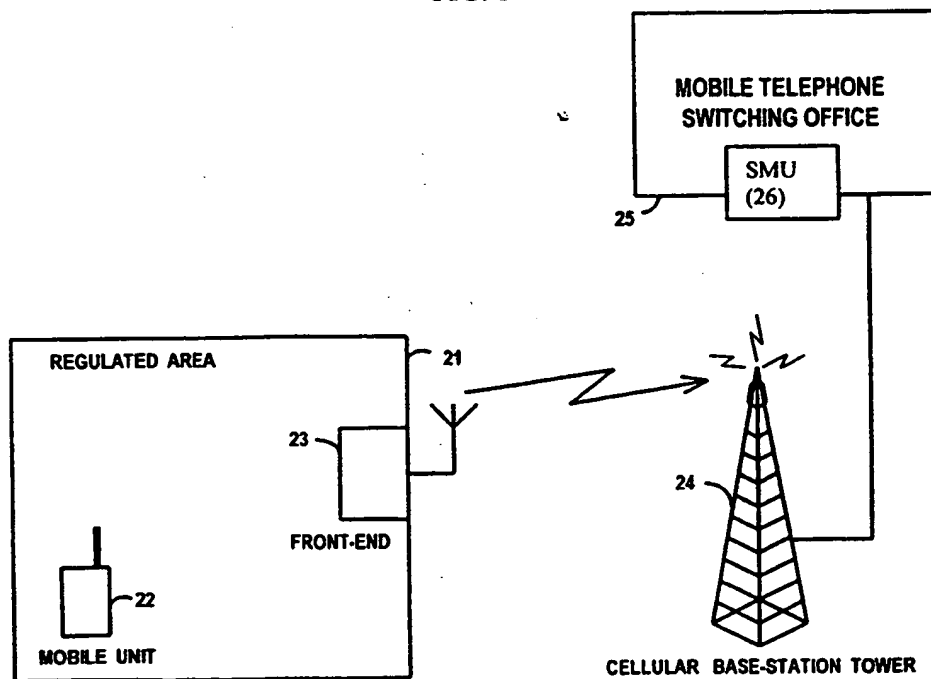 MOBILE TELEPHONE
SWITCHING OFFICE
SMU
(26)
25
REGULATED AREA
21
23
24
FRONT-END
22
MOBILE UNIT
CELLULAR BASE-STATION TOWER